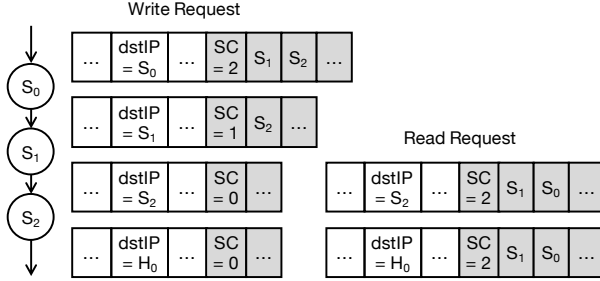 Write Request
S₀
... dstIP = S₀ ... SC = 2 S₁ S₂ ...
S₁
... dstIP = S₁ ... SC = 1 S₂ ...
Read Request
S₂
... dstIP = S₂ ... SC = 0 ...
... dstIP = S₂ ... SC = 2 S₁ S₀ ...
... dstIP = H₀ ... SC = 0 ...
... dstIP = H₀ ... SC = 2 S₁ S₀ ...